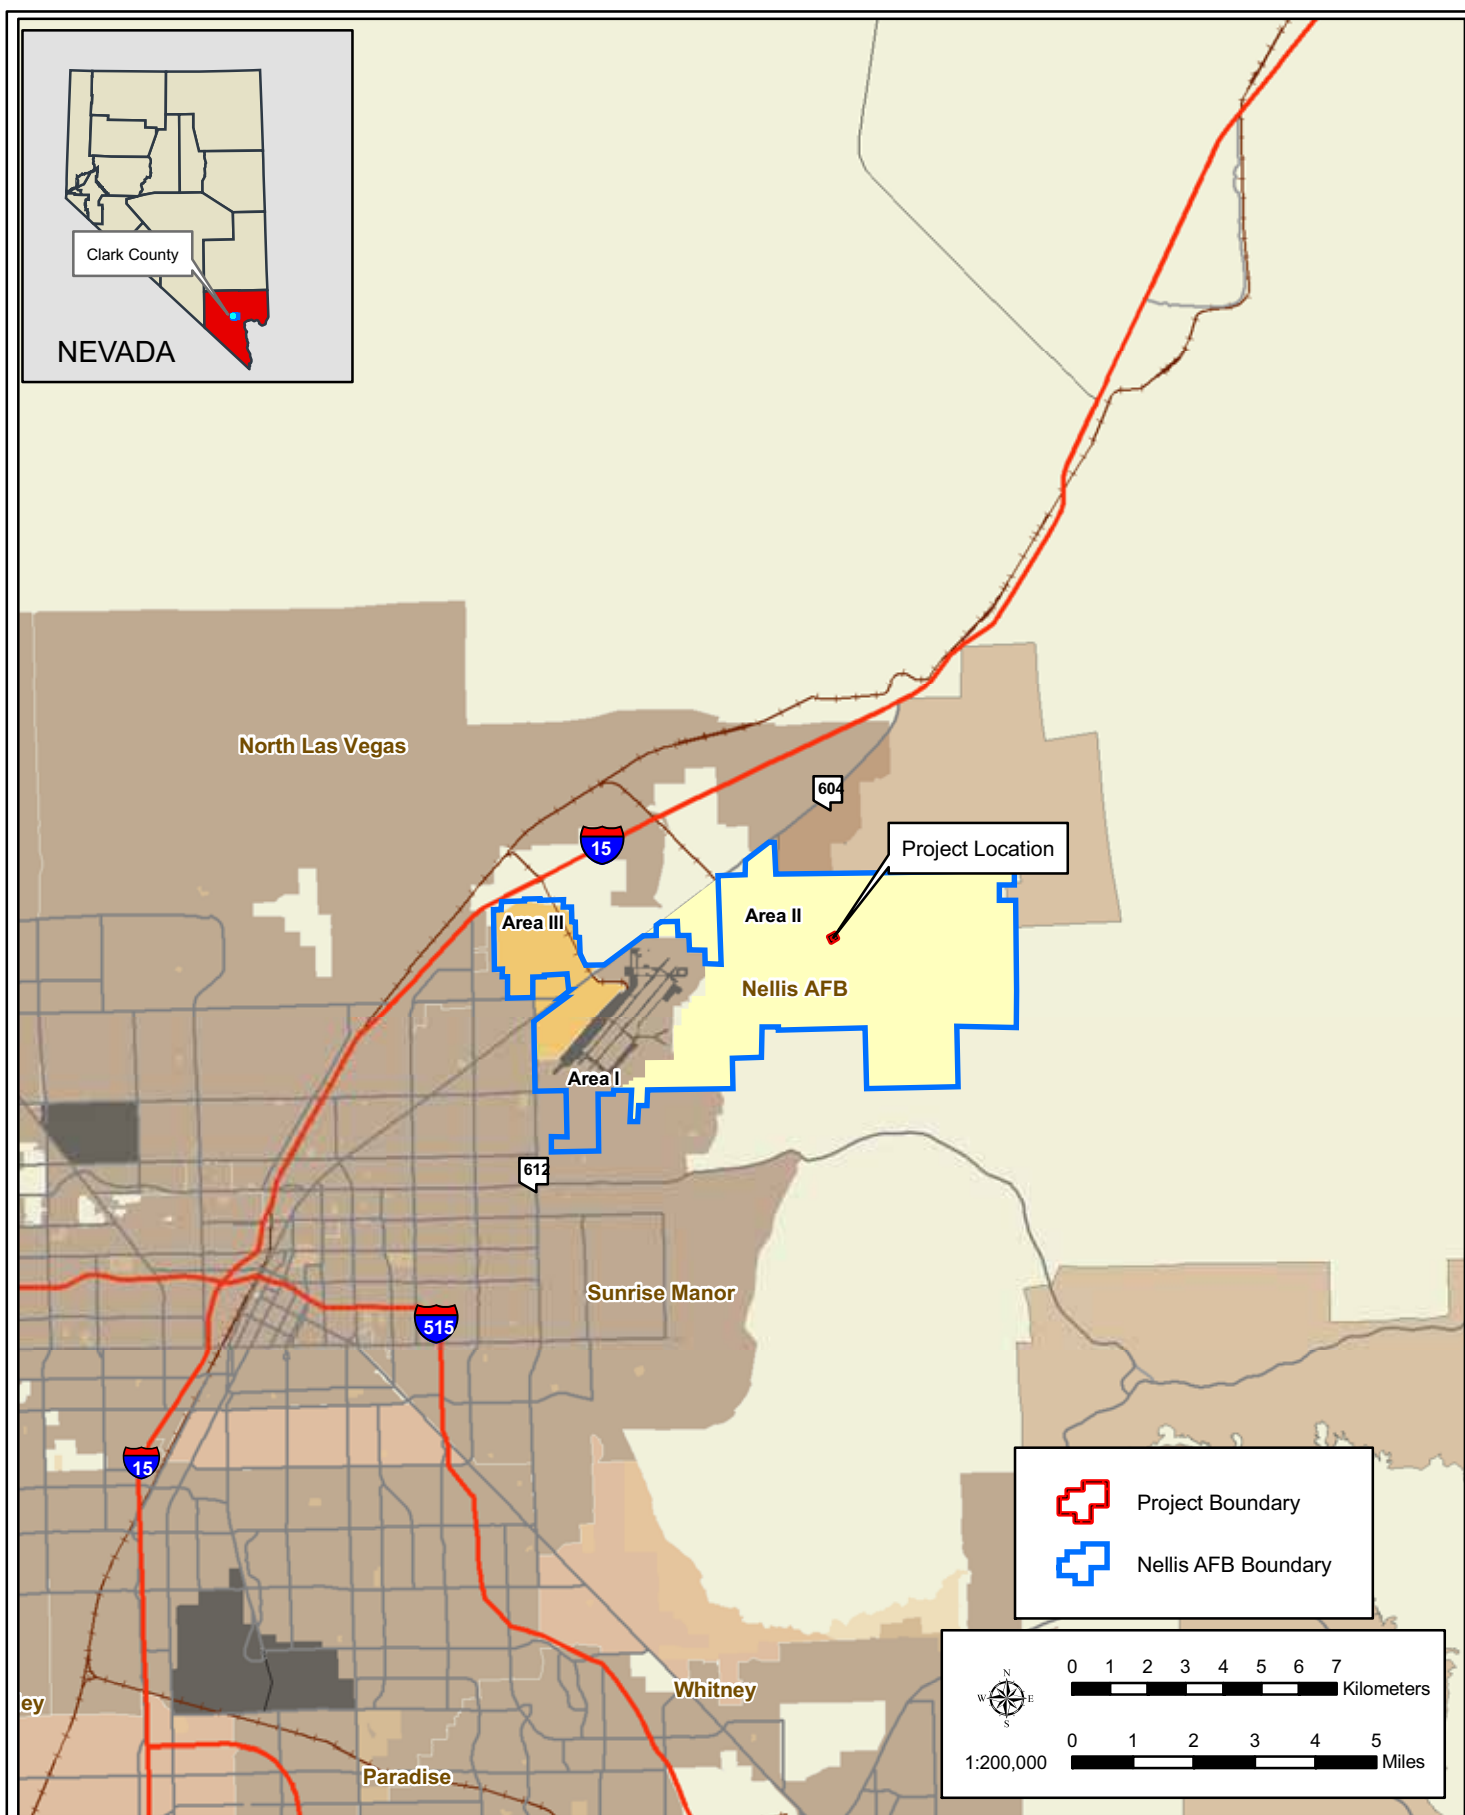 Clark County
NEVADA
North Las Vegas
604
15
Project Location
Area III
Area II
Nellis AFB
Area I
612
Sunrise Manor
515
15
Project Boundary
Nellis AFB Boundary
ey
Whitney
Paradise
N
W E
S
0 1 2 3 4 5 6 7
Kilometers
0 1 2 3 4 5
1:200,000 Miles